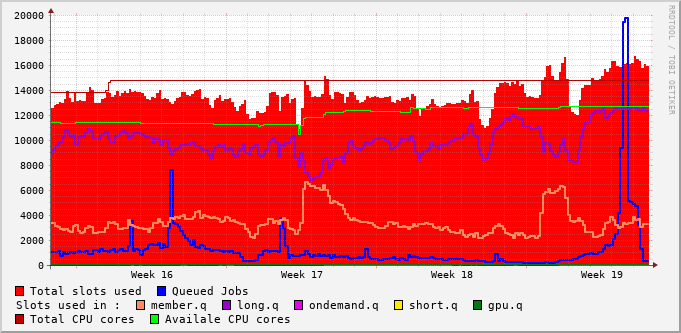 20000
18000
16000
14000
12000
10000
8000
6000
4000
2000
0
Week 16 Week 17 Week 18 Week 19
RRDTOOL / TOBI OETIKER
Total slots used Queued Jobs
Slots used in : member.q long.q ondemand.q short.q gpu.q
Total CPU cores Availale CPU cores